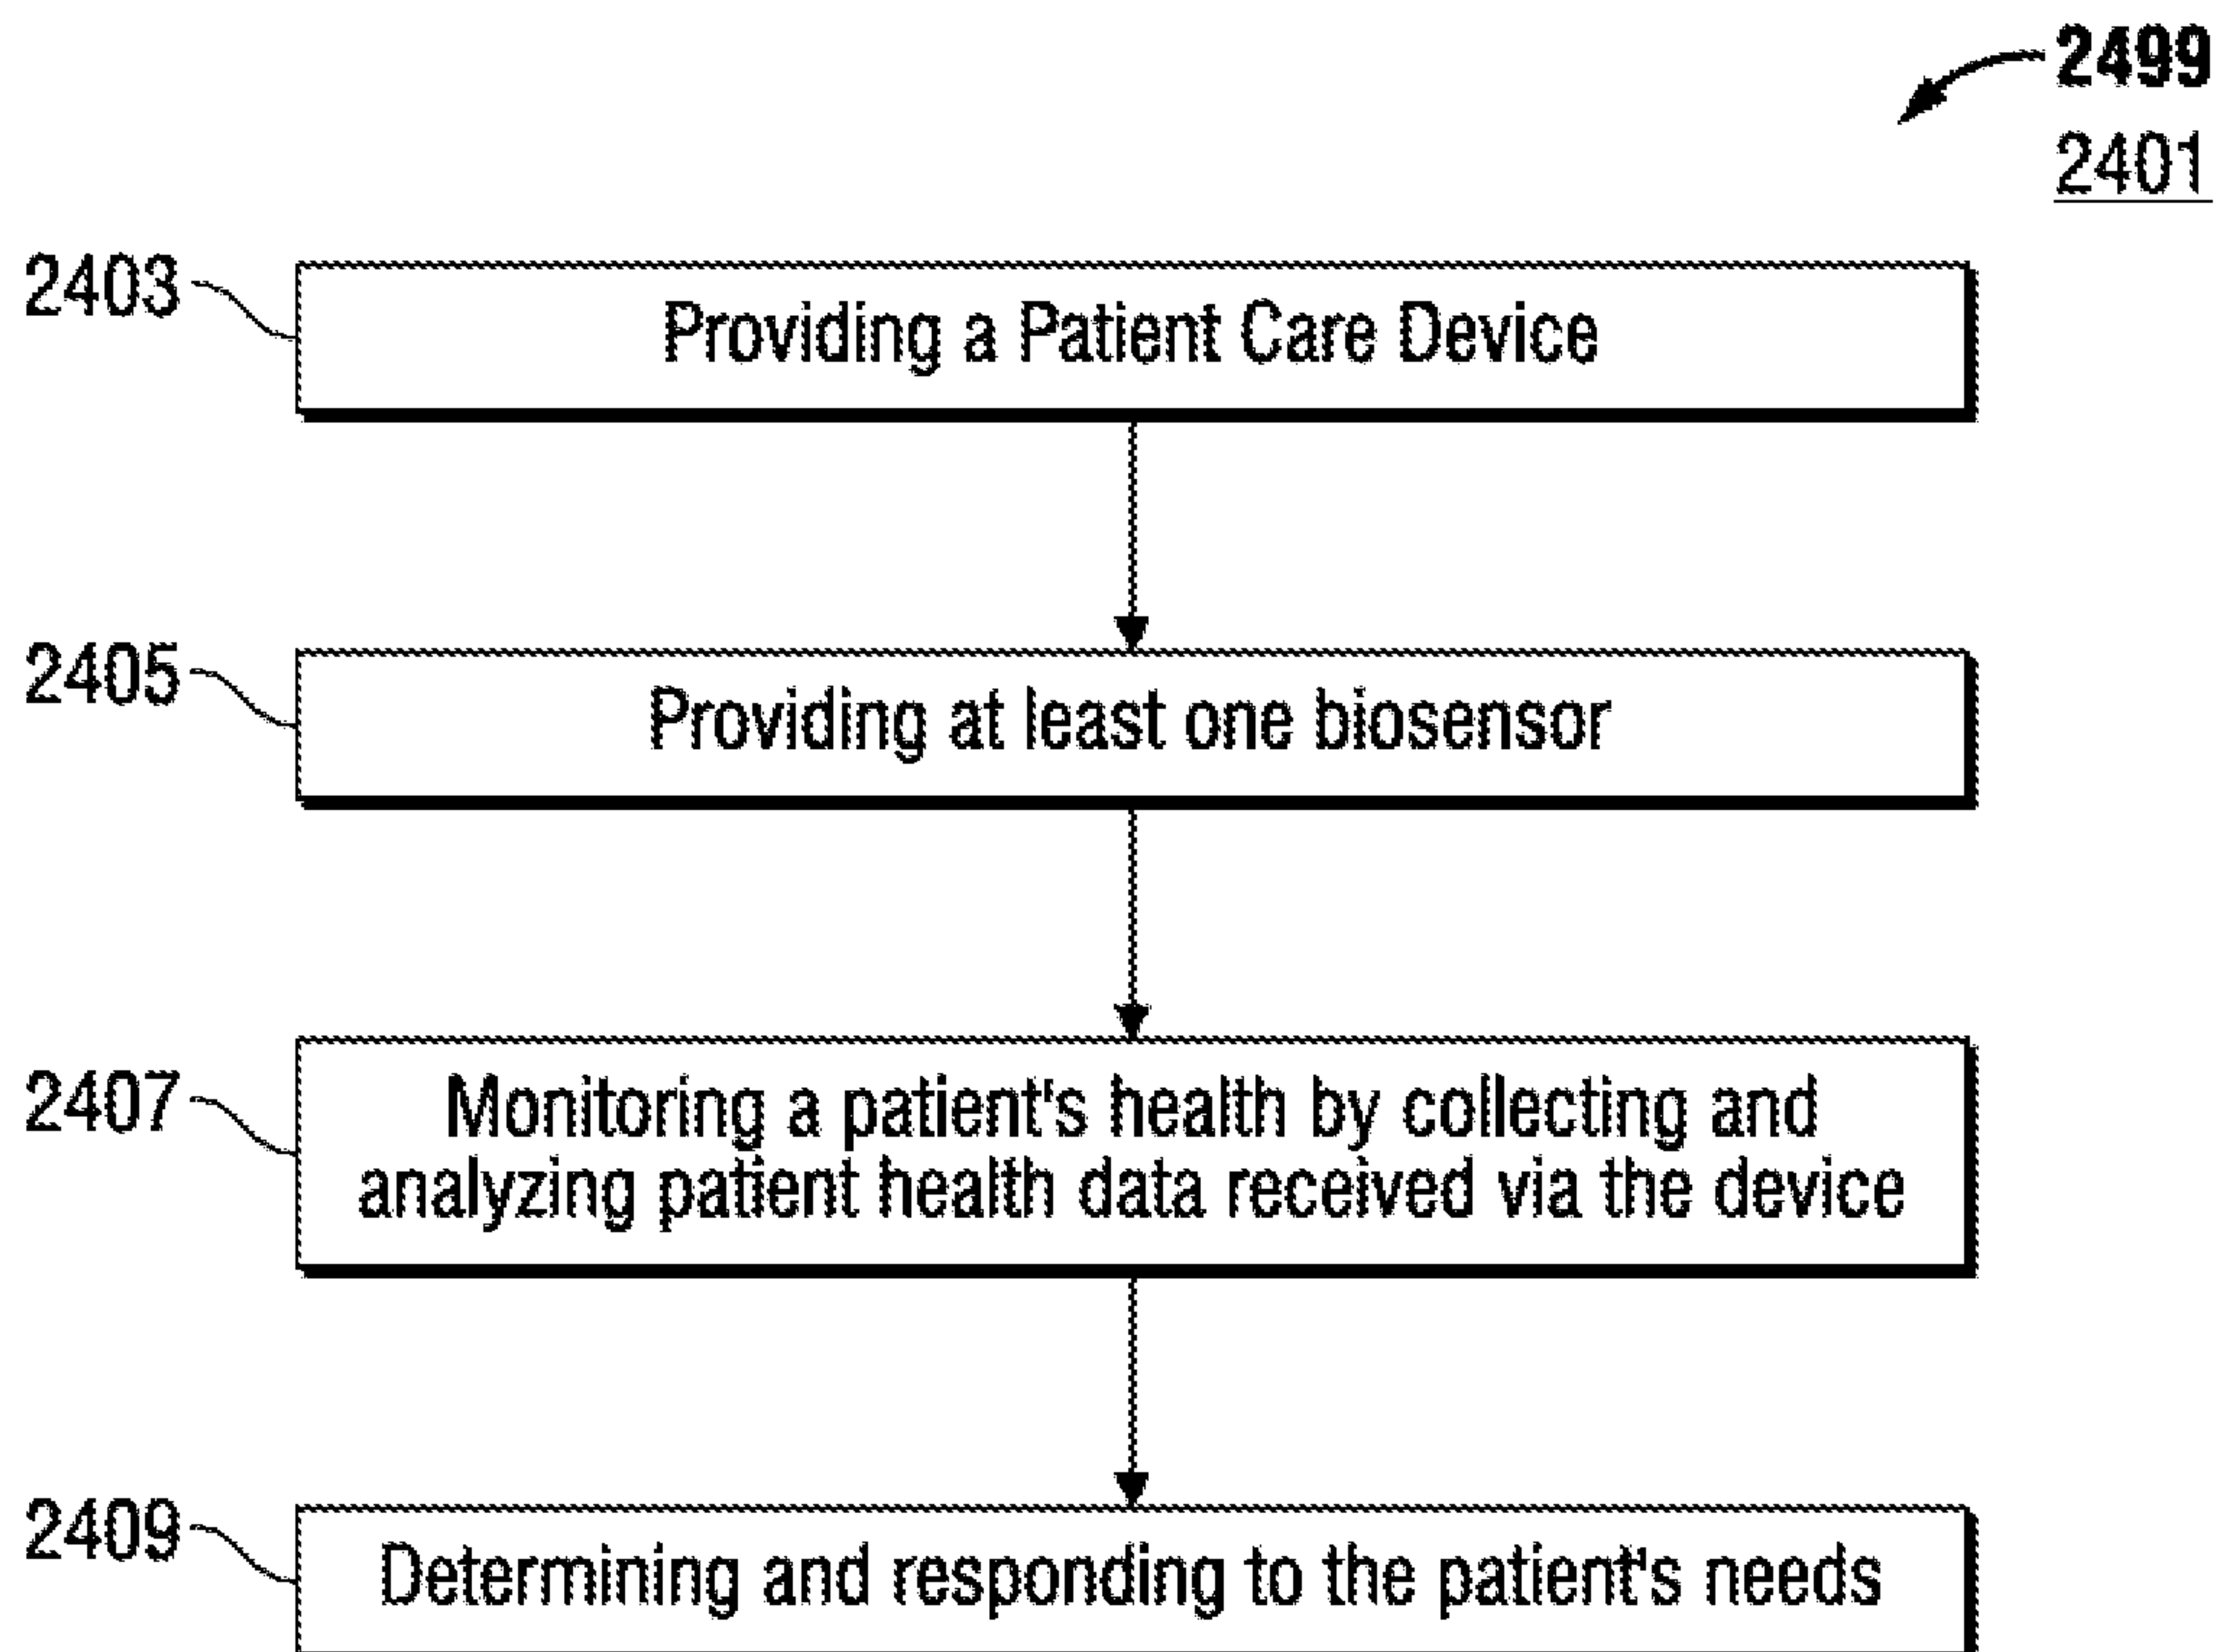 2499
2401
2403
Providing a Patient Care Device
2405
Providing at least one biosensor
2407
Monitoring a patient's health by collecting and
analyzing patient health data received via the device
2409
Determining and responding to the patient's needs